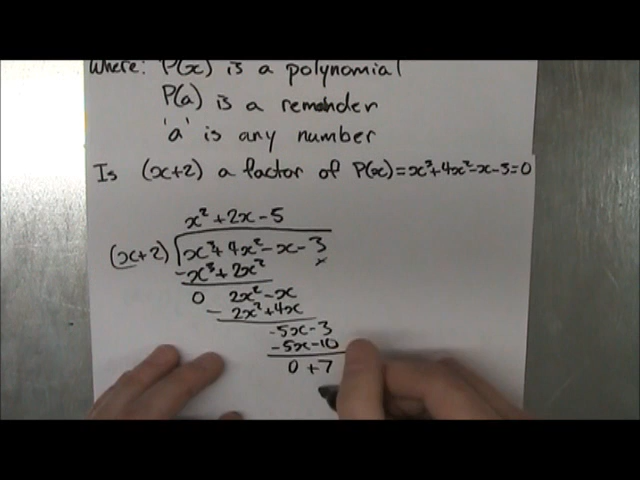 Where: P(x) is a polynomial
P(a) is a remainder
'a' is any number
Is (x+2) a factor of P(x)=x³+4x²-x-3=0
x²+2x-5
(x+2) x³+4x²-x-3
-x³+2x²
0 2x²-x
- 2x²+4x
-5x-3
-5x-10
0+7